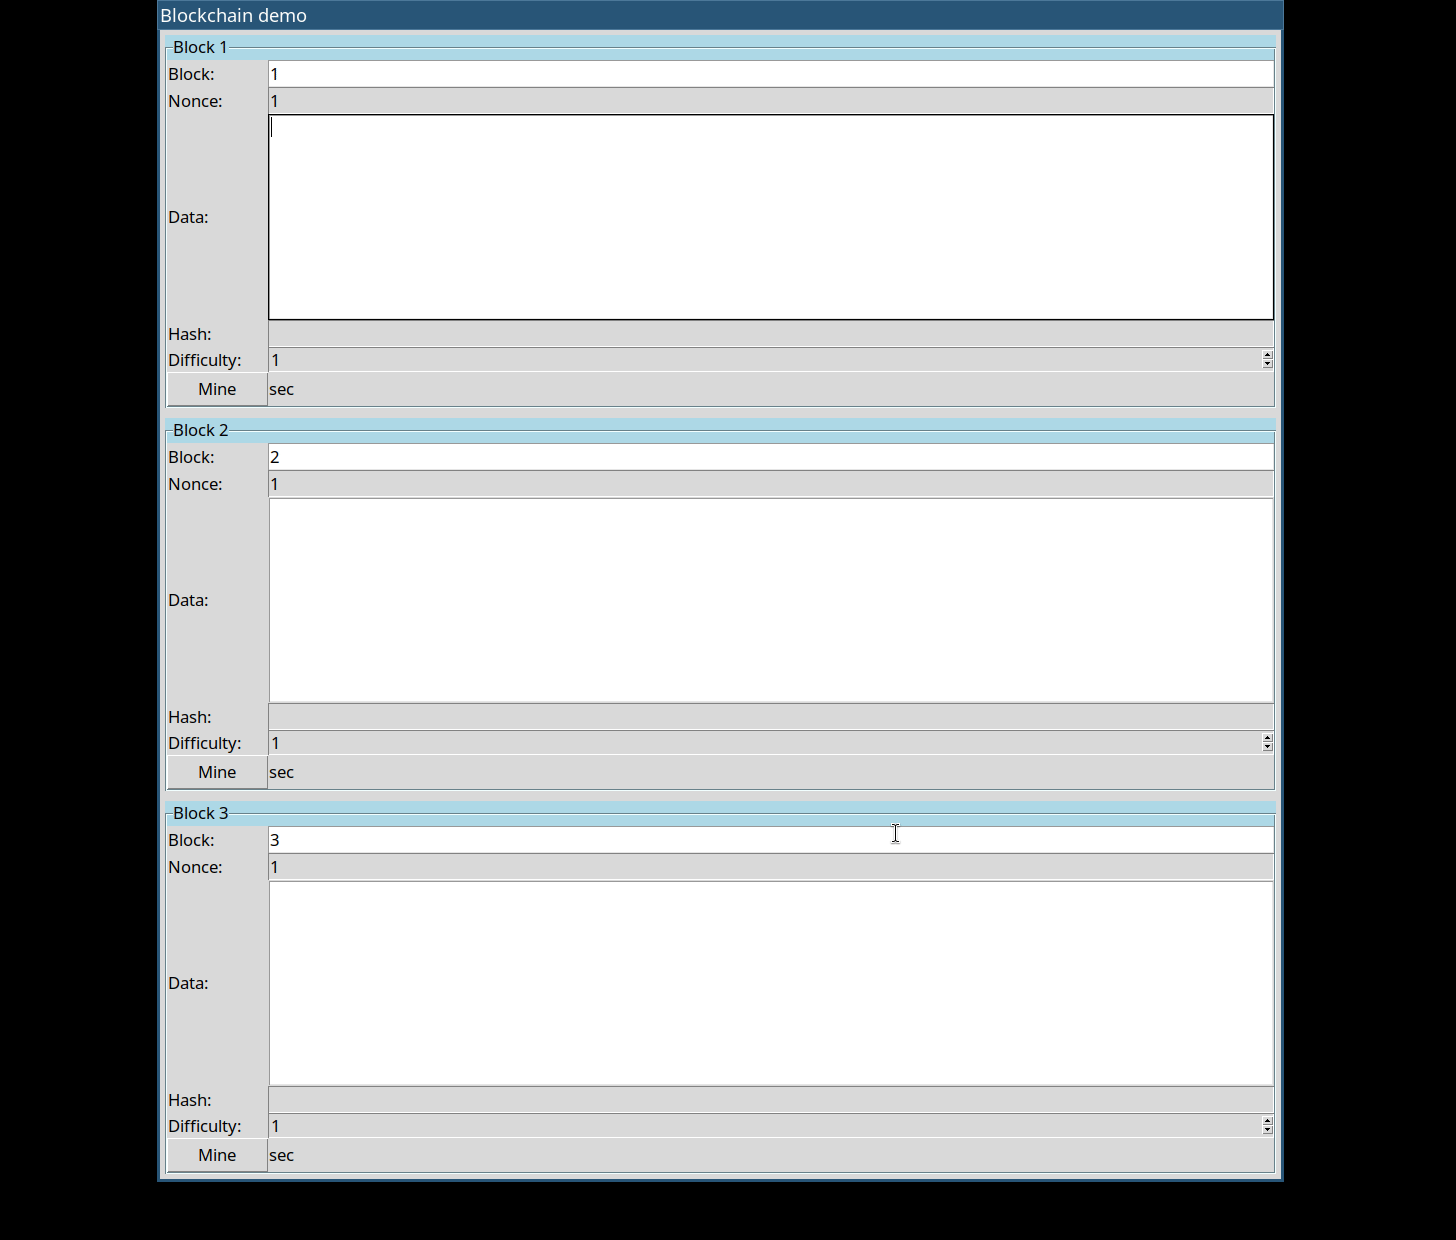 Blockchain demo
Block 1
Block: 1
Nonce: 1
Data:
Hash:
Difficulty: 1
Mine sec
Block 2
Block: 2
Nonce: 1
Data:
Hash:
Difficulty: 1
Mine sec
Block 3
Block: 3
Nonce: 1
Data:
Hash:
Difficulty: 1
Mine sec